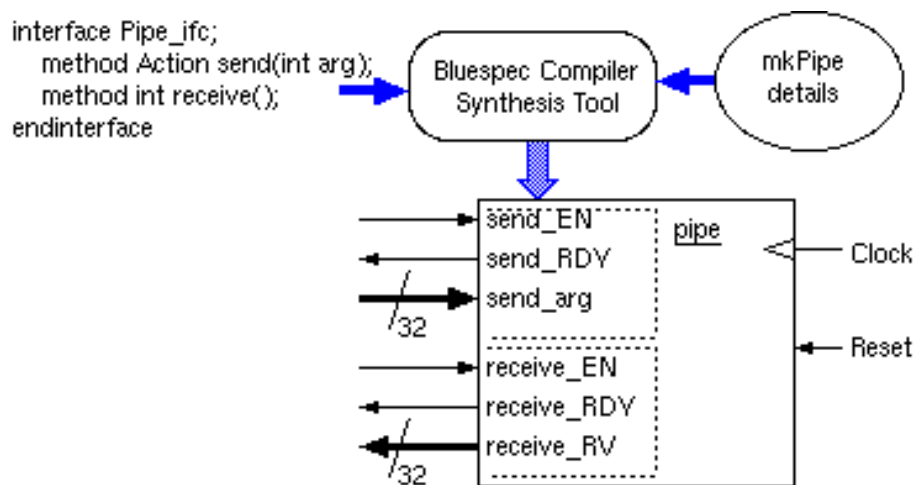 interface Pipe_ifc;
method Action send(int arg);
method int receive();
endinterface
Bluespec Compiler
Synthesis Tool
mkPipe
details
send_EN
send_RDY
send_arg
32
receive_EN
receive_RDY
receive_RV
32
pipe
Clock
Reset